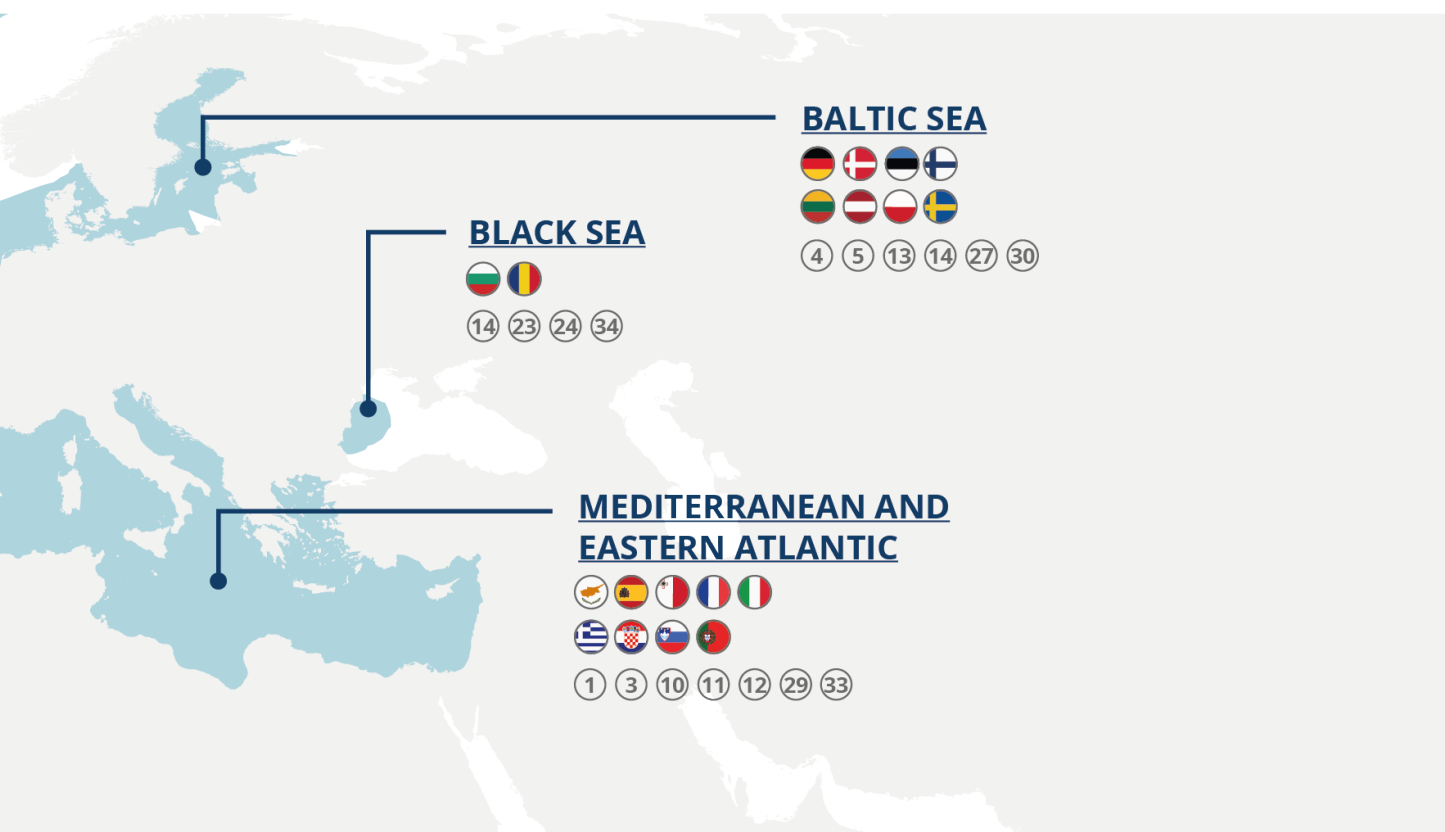 BALTIC SEA
4 5 13 14 27 30
BLACK SEA
14 23 24 34
MEDITERRANEAN AND
EASTERN ATLANTIC
1 3 10 11 12 29 33